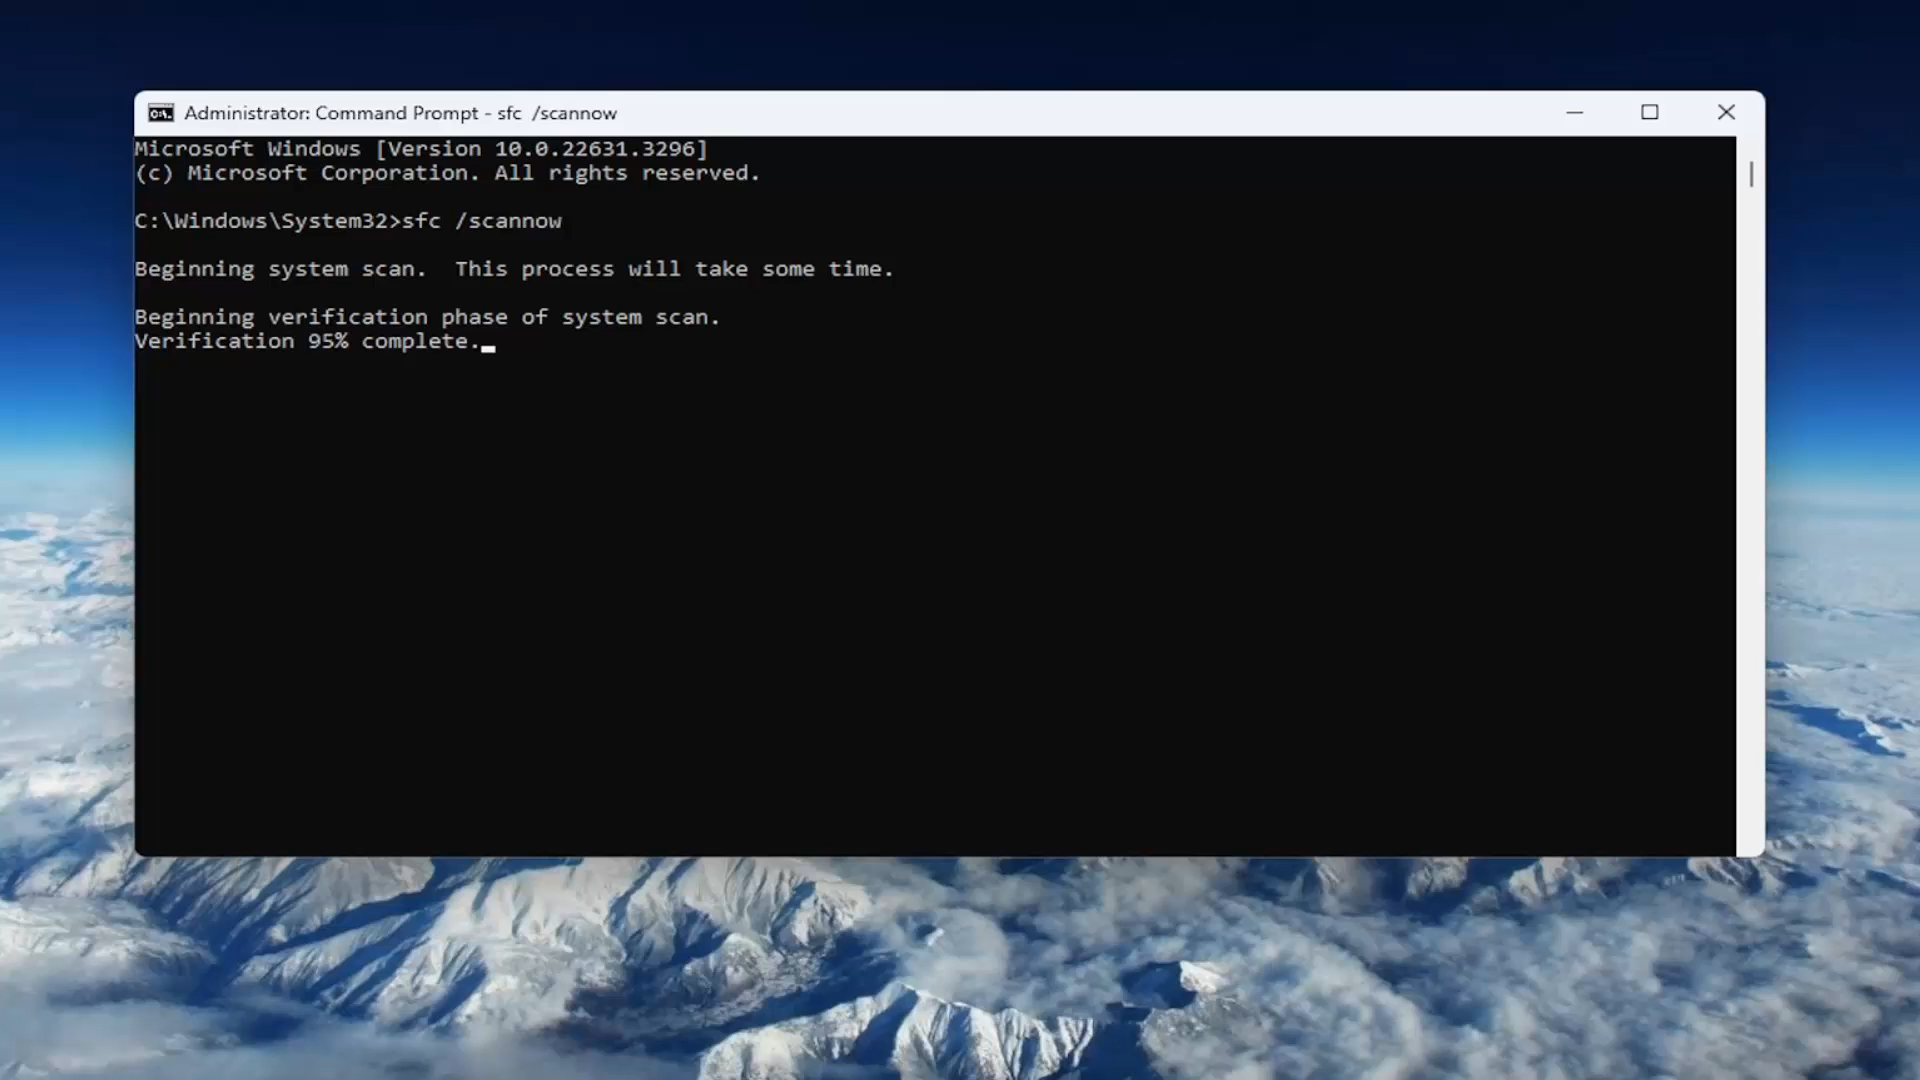 Administrator: Command Prompt - sfc  /scannow
Microsoft Windows [Version 10.0.22631.3296]
(c) Microsoft Corporation. All rights reserved.
C:\Windows\System32>sfc /scannow
Beginning system scan.  This process will take some time.
Beginning verification phase of system scan.
Verification 95% complete.